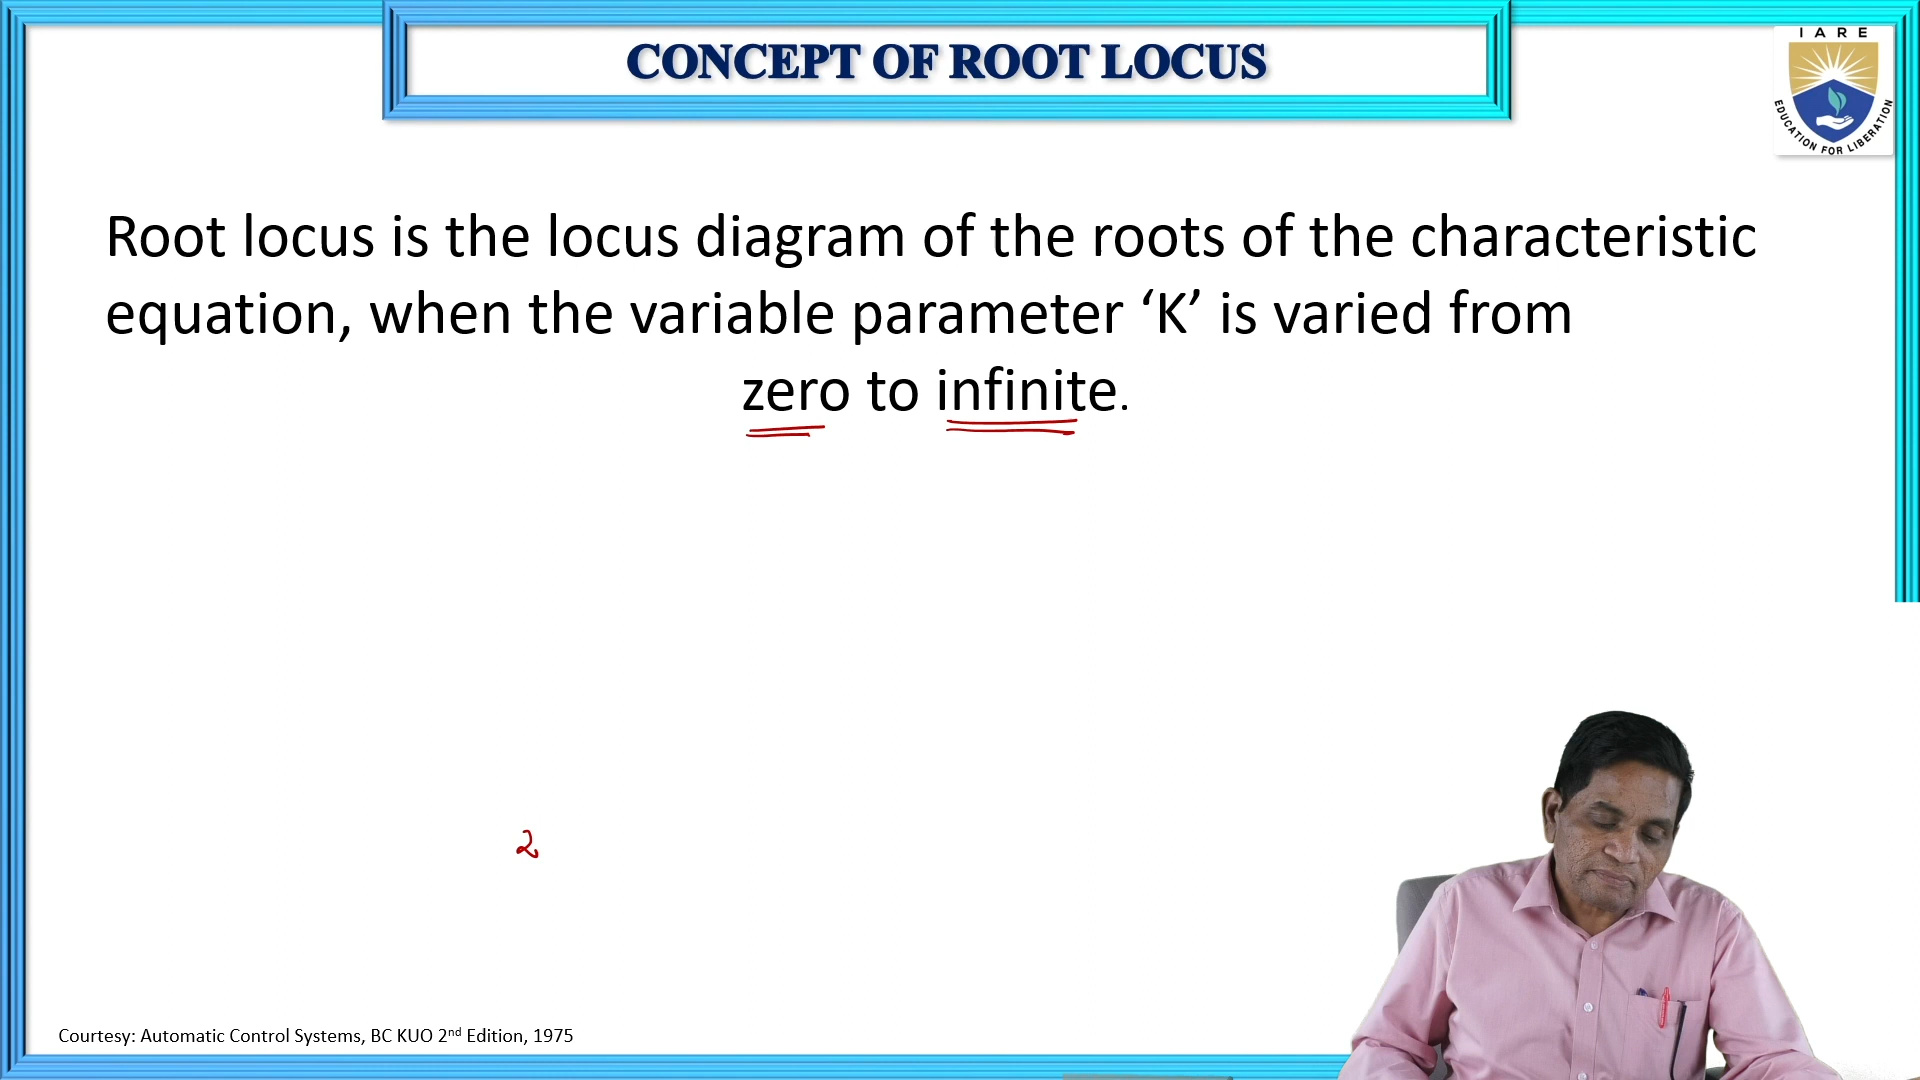 CONCEPT OF ROOT LOCUS
IARE
EDUCATION FOR LIBERATION
Root locus is the locus diagram of the roots of the characteristic
equation, when the variable parameter ‘K’ is varied from
zero to infinite.
2
Courtesy: Automatic Control Systems, BC KUO 2nd Edition, 1975